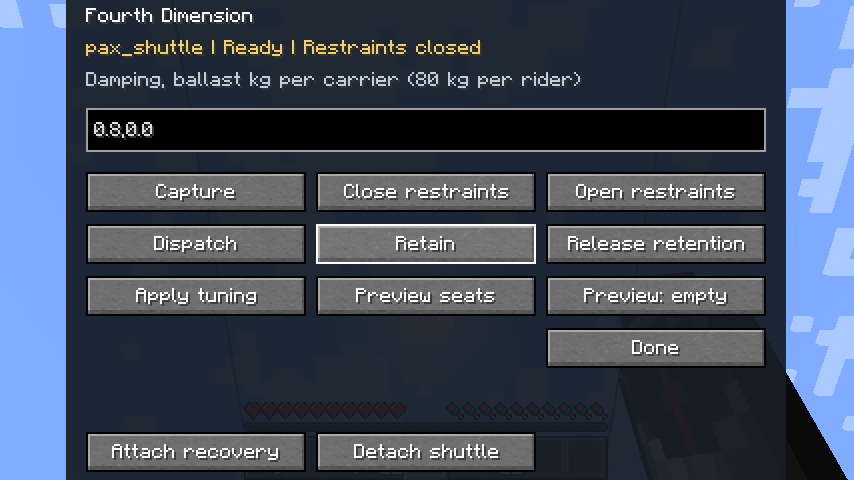 Fourth Dimension
pax_shuttle | Ready | Restraints closed
Damping, ballast kg per carrier (80 kg per rider)
0.8,0.0
Capture Close restraints Open restraints
Dispatch Retain Release retention
Apply tuning Preview seats Preview: empty
Done
Attach recovery Detach shuttle